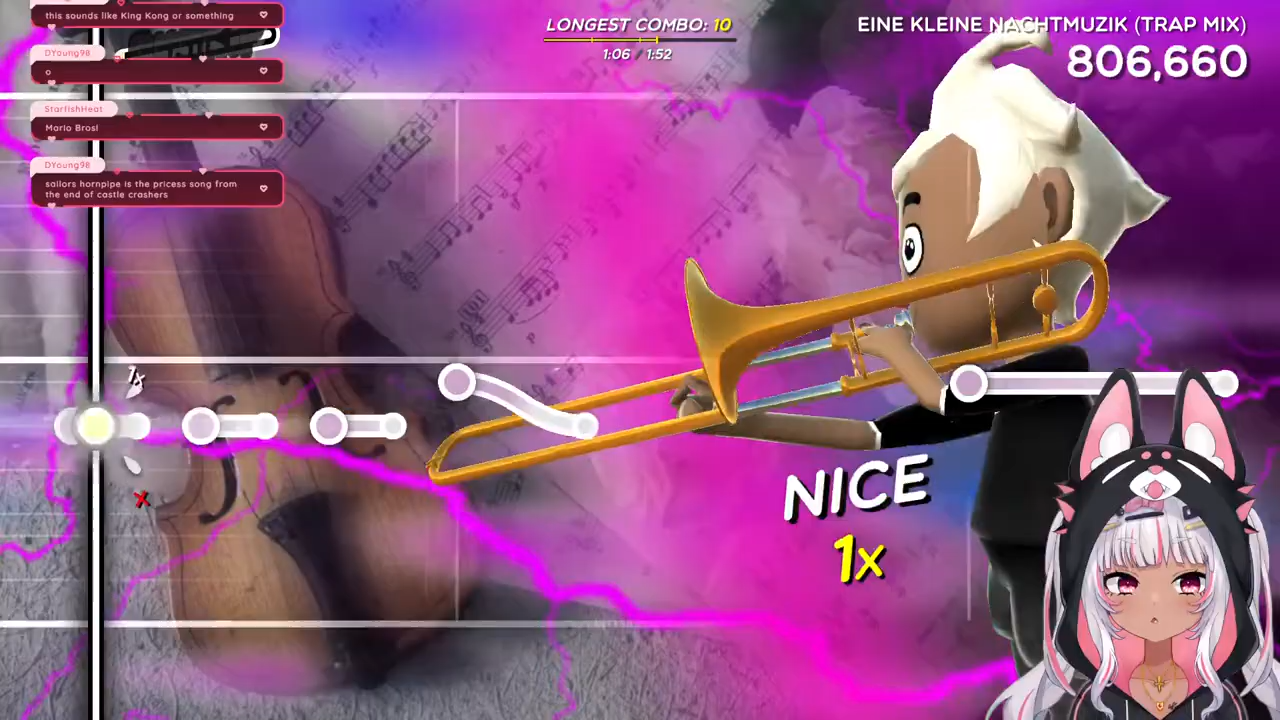 this sounds like King Kong or something
DYoung98
o
StarfishHeat
Mario Bros!
DYoung98
sailors hornpipe is the pricess song from
the end of castle crashers
LONGEST COMBO: 10
1:06 / 1:52
EINE KLEINE NACHTMUZIK (TRAP MIX)
806,660
1x
x
NICE
1x